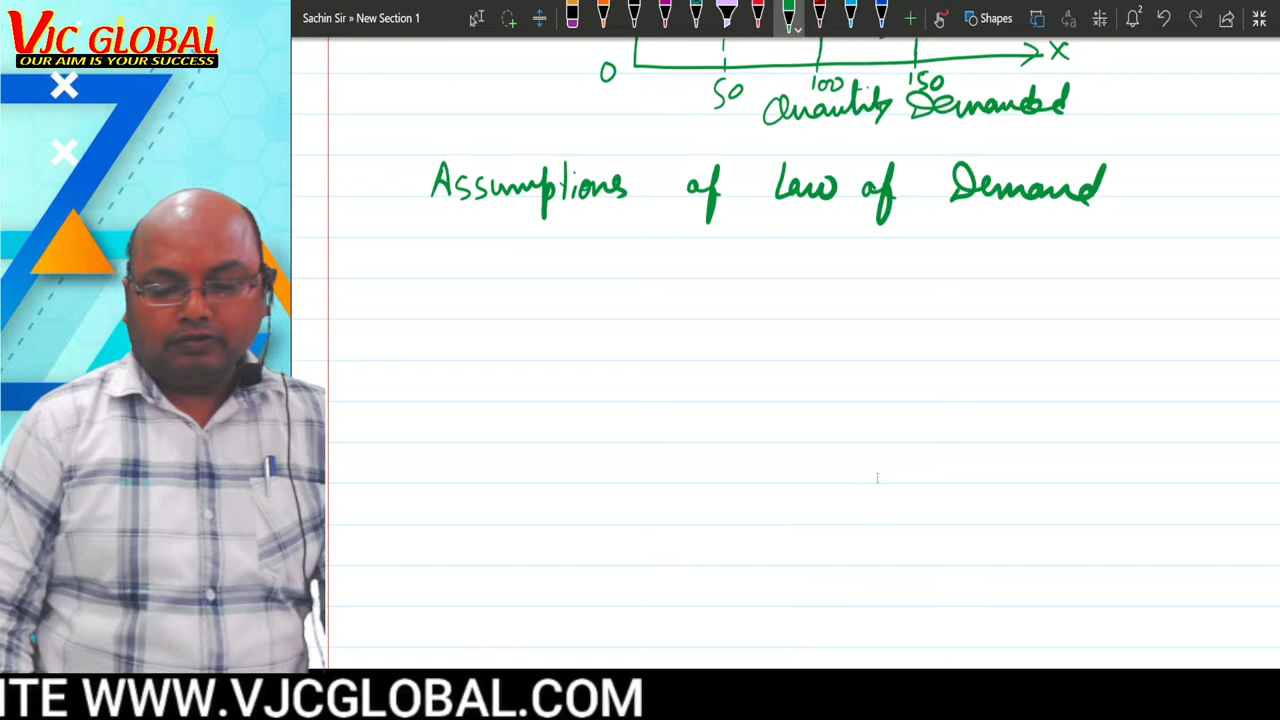 VJC GLOBAL
OUR AIM IS YOUR SUCCESS
Sachin Sir » New Section 1
Shapes
2
0
50
100
150
X
Quantity Demanded
Assumptions of Law of Demand
ITE WWW.VJCGLOBAL.COM